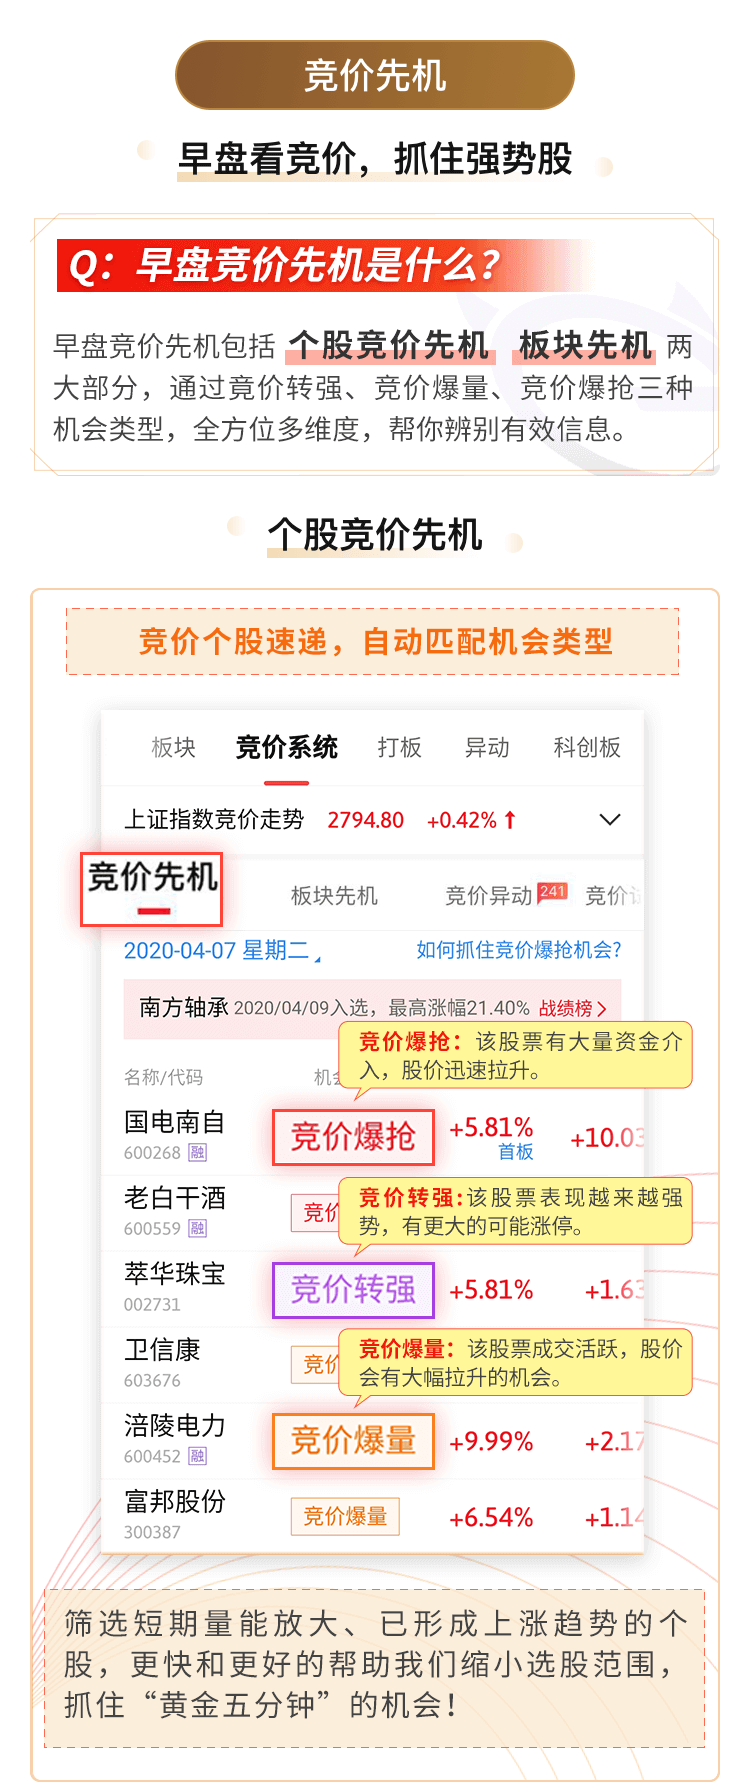 竞价先机
早盘看竞价，抓住强势股
Q：早盘竞价先机是什么？
早盘竞价先机包括 个股竞价先机 板块先机 两
大部分，通过竞价转强、竞价爆量、竞价爆抢三种
机会类型，全方位多维度，帮你辨别有效信息。
个股竞价先机
竞价个股速递，自动匹配机会类型
板块 竞价系统 打板 异动 科创板
上证指数竞价走势 2794.80 +0.42%↑
竞价先机 板块先机 竞价异动 241 竞价
2020-04-07 星期二 如何抓住竞价爆抢机会?
南方轴承 2020/04/09入选，最高涨幅21.40% 战绩榜
竞价爆抢：该股票有大量资金介
入，股价迅速拉升。
名称/代码 机
国电南自 竞价爆抢 +5.81% +10.03
600268 融 首板
竞价转强:该股票表现越来越强
势，有更大的可能涨停。
老白干酒 竞价
600559 融
萃华珠宝 竞价转强 +5.81% +1.63
002731
竞价爆量：该股票成交活跃，股价
会有大幅拉升的机会。
卫信康 竞价
603676
涪陵电力 竞价爆量 +9.99% +2.17
600452 融
富邦股份 竞价爆量 +6.54% +1.14
300387
筛选短期量能放大、已形成上涨趋势的个
股，更快和更好的帮助我们缩小选股范围，
抓住“黄金五分钟”的机会！